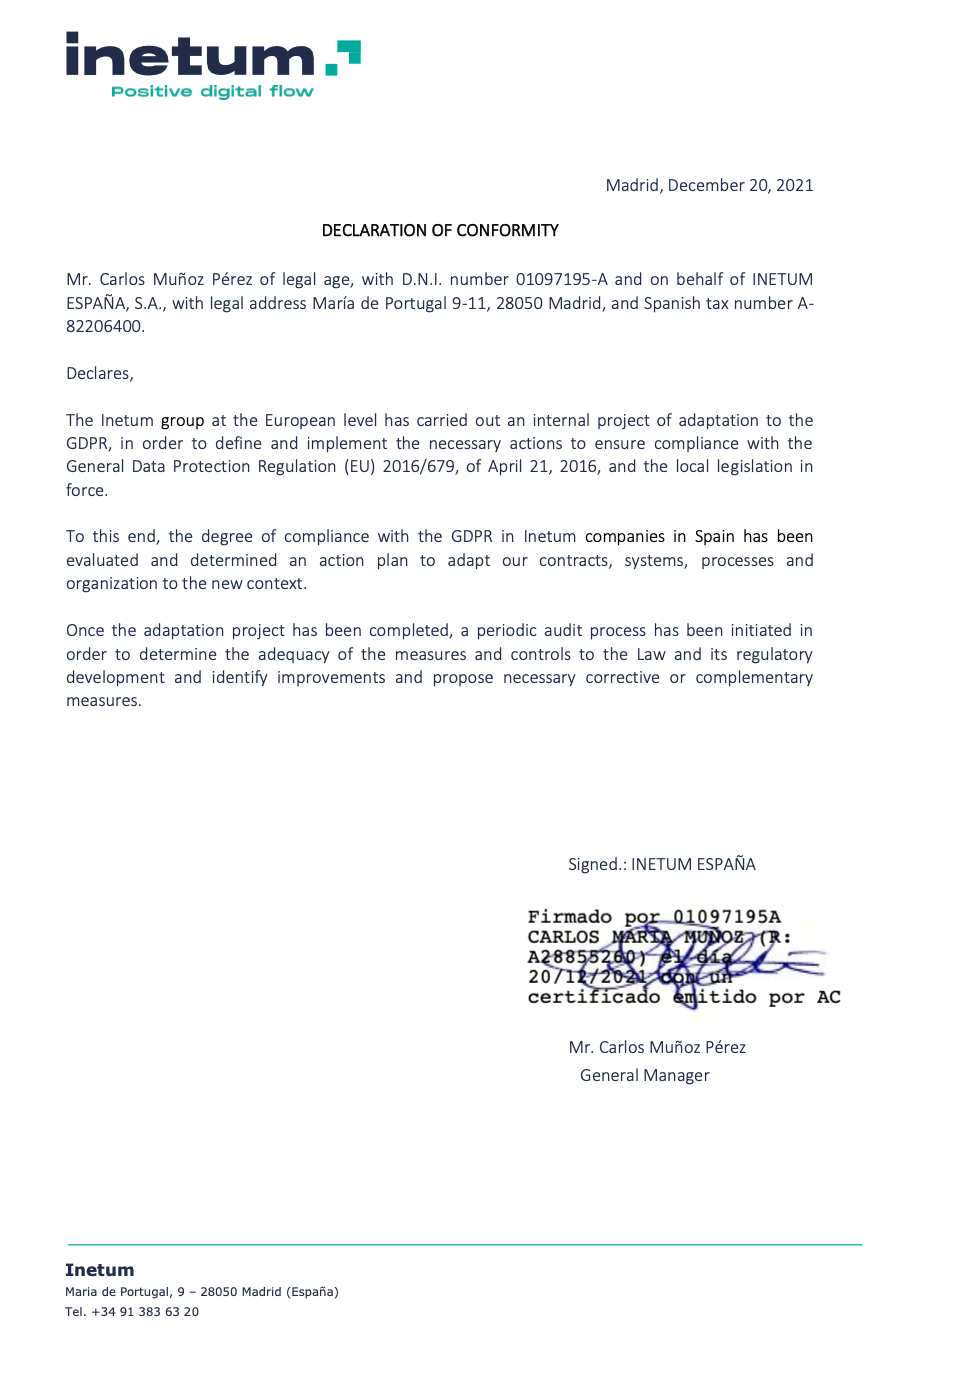 inetum
Positive digital flow
Madrid, December 20, 2021
DECLARATION OF CONFORMITY
Mr. Carlos Muñoz Pérez of legal age, with D.N.I. number 01097195-A and on behalf of INETUM
ESPAÑA, S.A., with legal address María de Portugal 9-11, 28050 Madrid, and Spanish tax number A-
82206400.
Declares,
The Inetum group at the European level has carried out an internal project of adaptation to the
GDPR, in order to define and implement the necessary actions to ensure compliance with the
General Data Protection Regulation (EU) 2016/679, of April 21, 2016, and the local legislation in
force.
To this end, the degree of compliance with the GDPR in Inetum companies in Spain has been
evaluated and determined an action plan to adapt our contracts, systems, processes and
organization to the new context.
Once the adaptation project has been completed, a periodic audit process has been initiated in
order to determine the adequacy of the measures and controls to the Law and its regulatory
development and identify improvements and propose necessary corrective or complementary
measures.
Signed.: INETUM ESPAÑA
Firmado por 01097195A
CARLOS MARIA MUÑOZ (R:
A28855260) el día
20/12/2021 con un
certificado emitido por AC
Mr. Carlos Muñoz Pérez
General Manager
Inetum
Maria de Portugal, 9 – 28050 Madrid (España)
Tel. +34 91 383 63 20